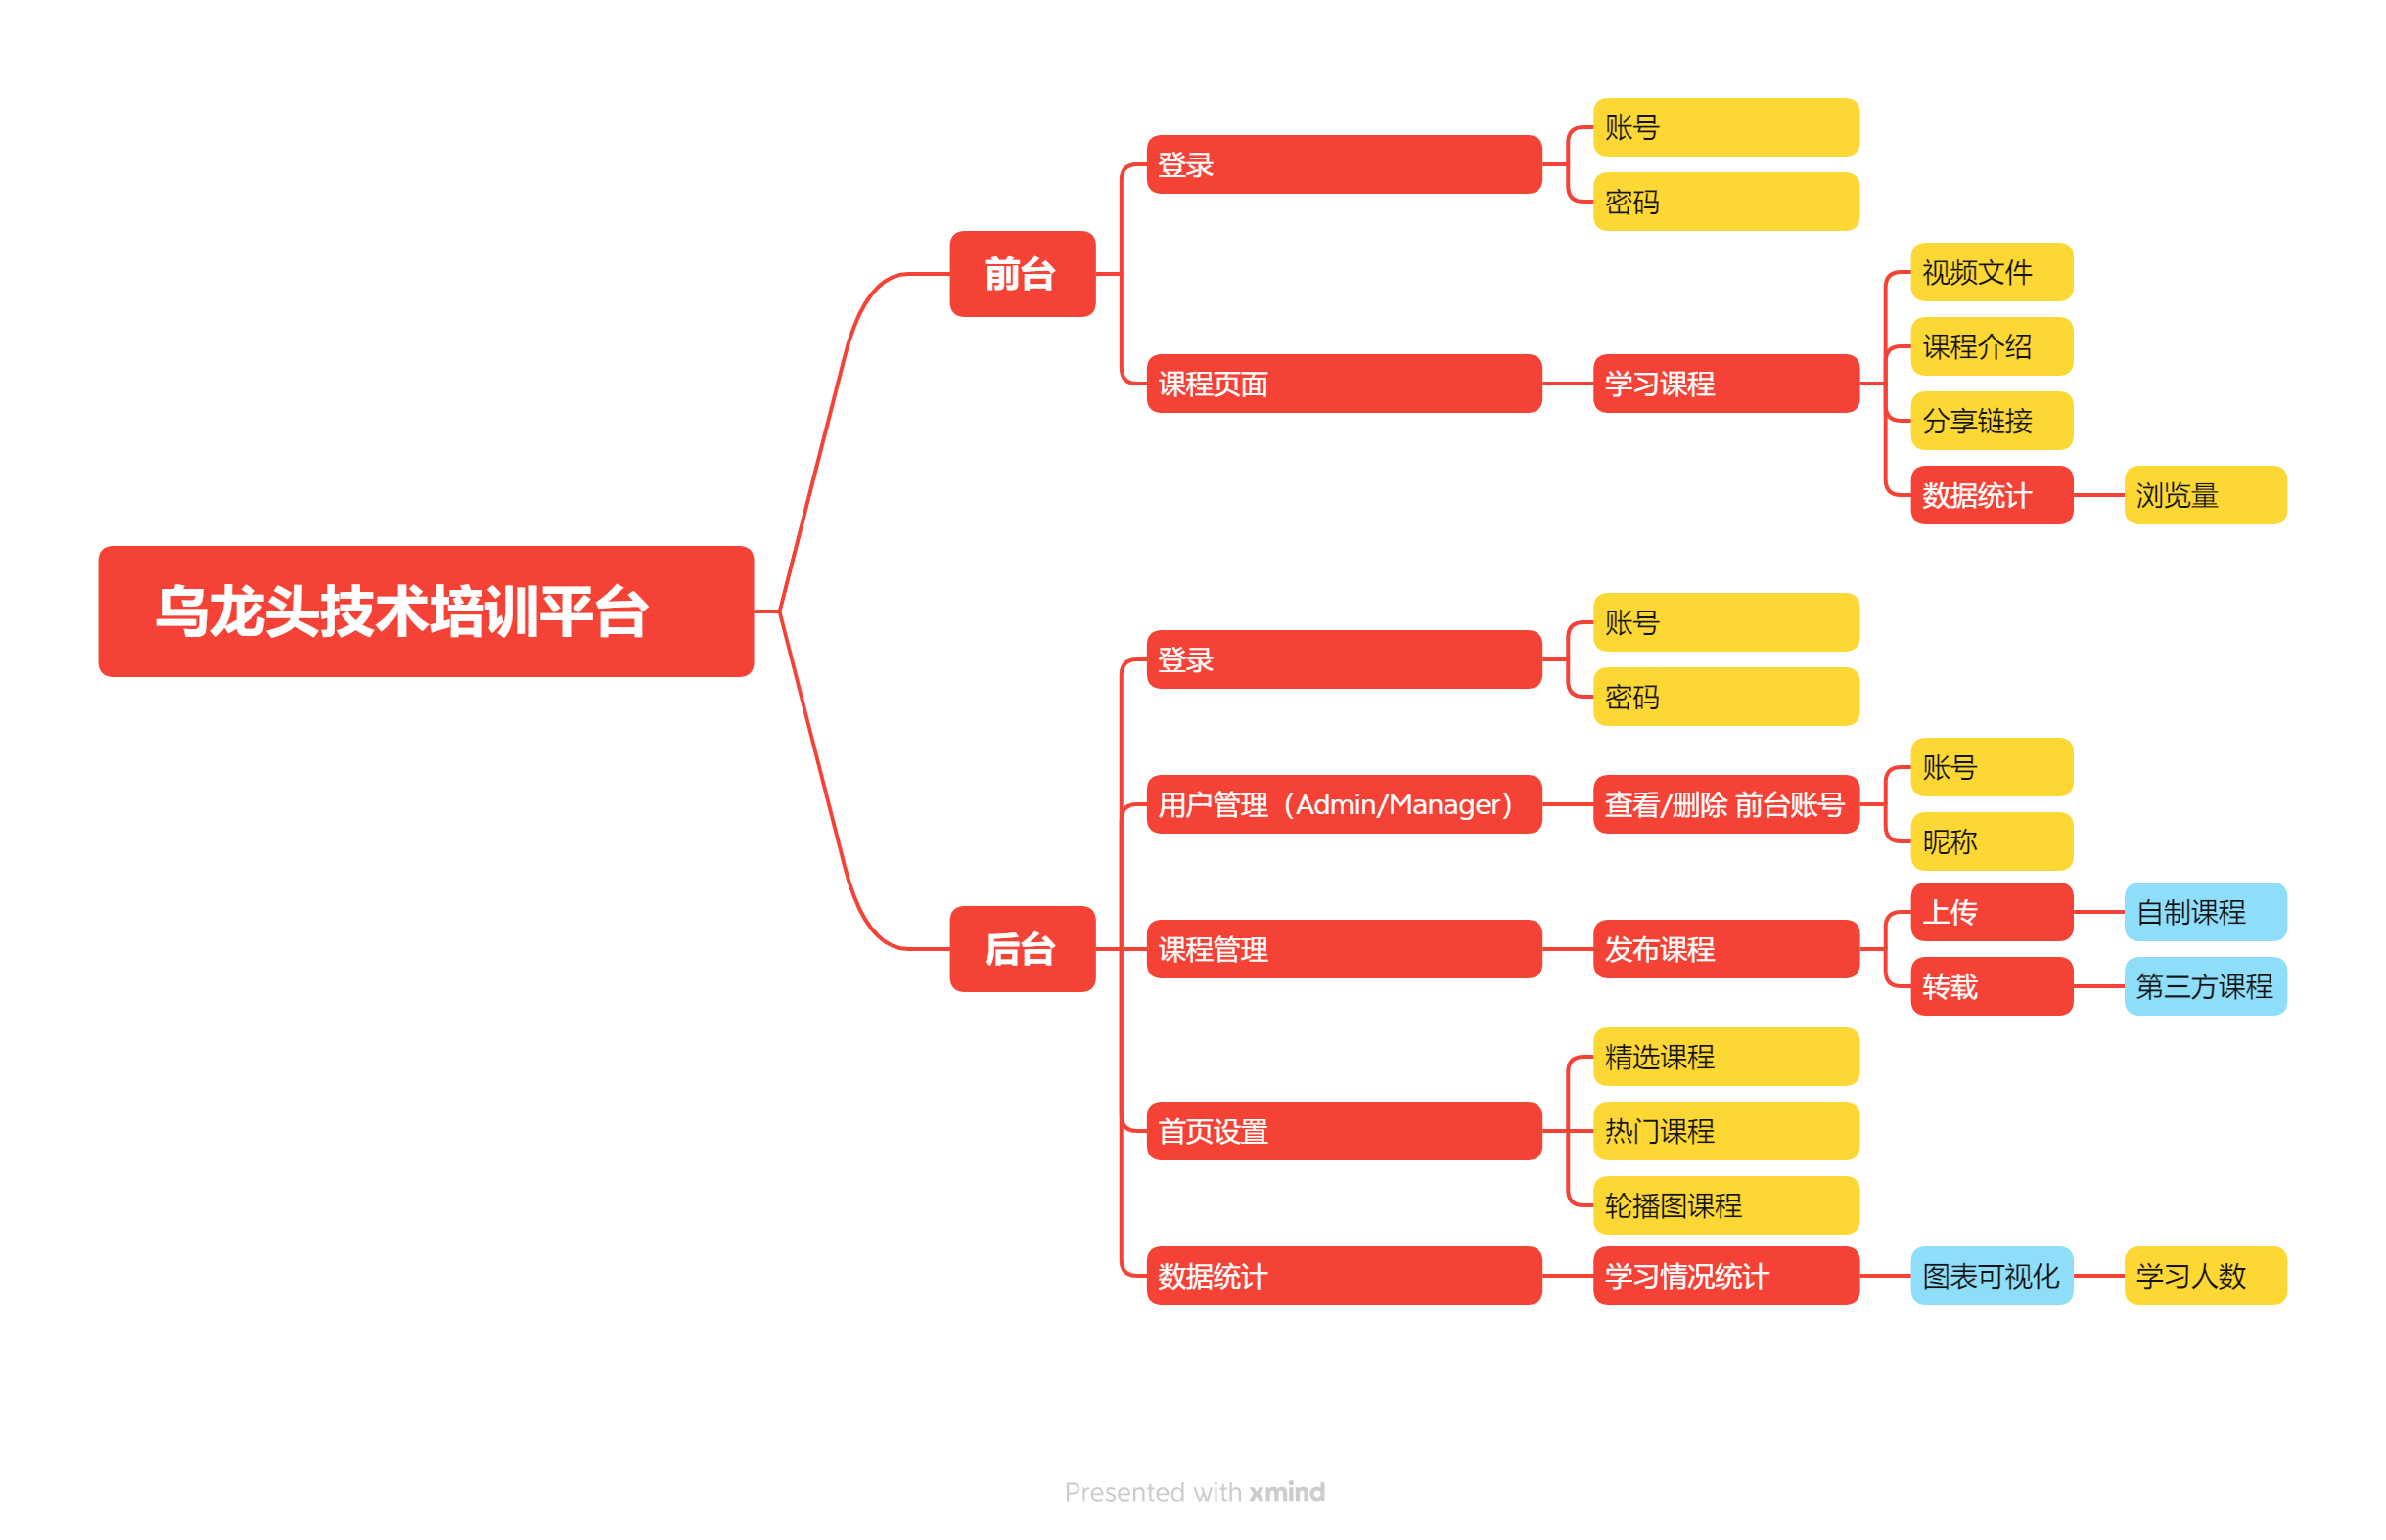 乌龙头技术培训平台
前台
登录
账号
密码
课程页面
学习课程
视频文件
课程介绍
分享链接
数据统计
浏览量
后台
登录
账号
密码
用户管理（Admin/Manager）
查看/删除 前台账号
账号
昵称
课程管理
发布课程
上传
自制课程
转载
第三方课程
首页设置
精选课程
热门课程
轮播图课程
数据统计
学习情况统计
图表可视化
学习人数
Presented with xmind